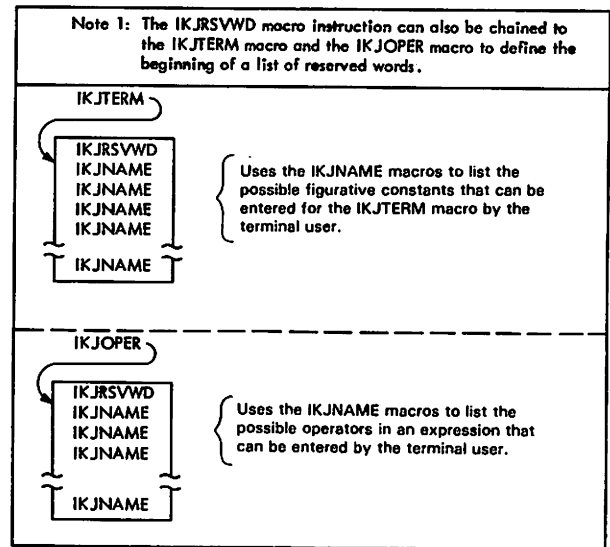 Note 1: The IKJRSVWD macro instruction can also be chained to
the IKJTERM macro and the IKJOPER macro to define the
beginning of a list of reserved words.
IKJTERM
IKJRSVWD
IKJNAME
IKJNAME
IKJNAME
IKJNAME
IKJNAME
Uses the IKJNAME macros to list the
possible figurative constants that can be
entered for the IKJTERM macro by the
terminal user.
IKJOPER
IKJRSVWD
IKJNAME
IKJNAME
IKJNAME
IKJNAME
Uses the IKJNAME macros to list the
possible operators in an expression that
can be entered by the terminal user.